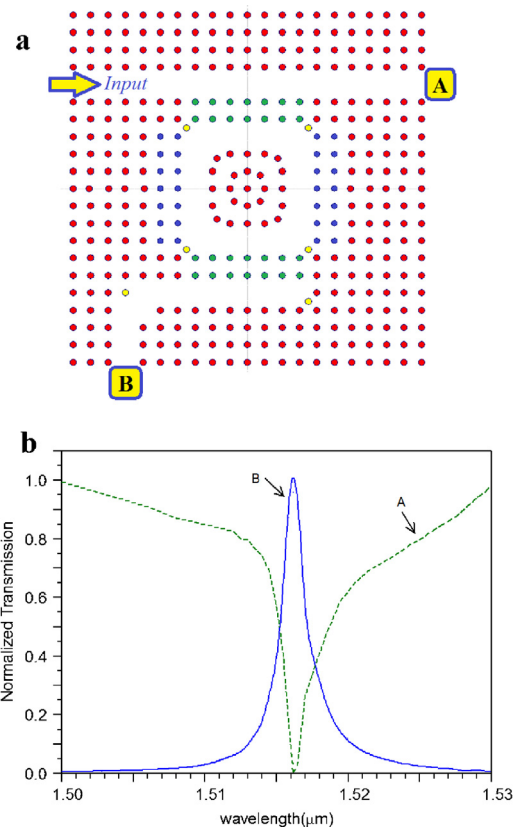 a
Input
A
B
b
1.0
0.8
0.6
0.4
0.2
0.0
Normalized Transmission
B
A
1.50
1.51
1.52
1.53
wavelength(μm)